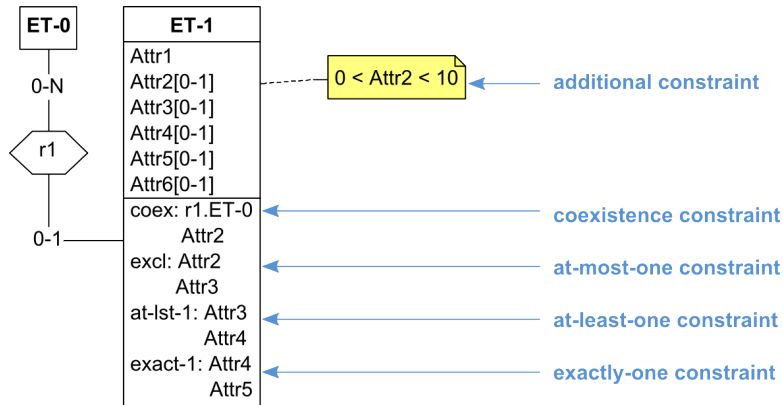 ET-0
ET-1
Attr1
Attr2[0-1]
Attr3[0-1]
Attr4[0-1]
Attr5[0-1]
Attr6[0-1]
0 < Attr2 < 10
additional constraint
0-N
r1
0-1
coex: r1.ET-0
Attr2
coexistence constraint
excl: Attr2
Attr3
at-most-one constraint
at-lst-1: Attr3
Attr4
at-least-one constraint
exact-1: Attr4
Attr5
exactly-one constraint